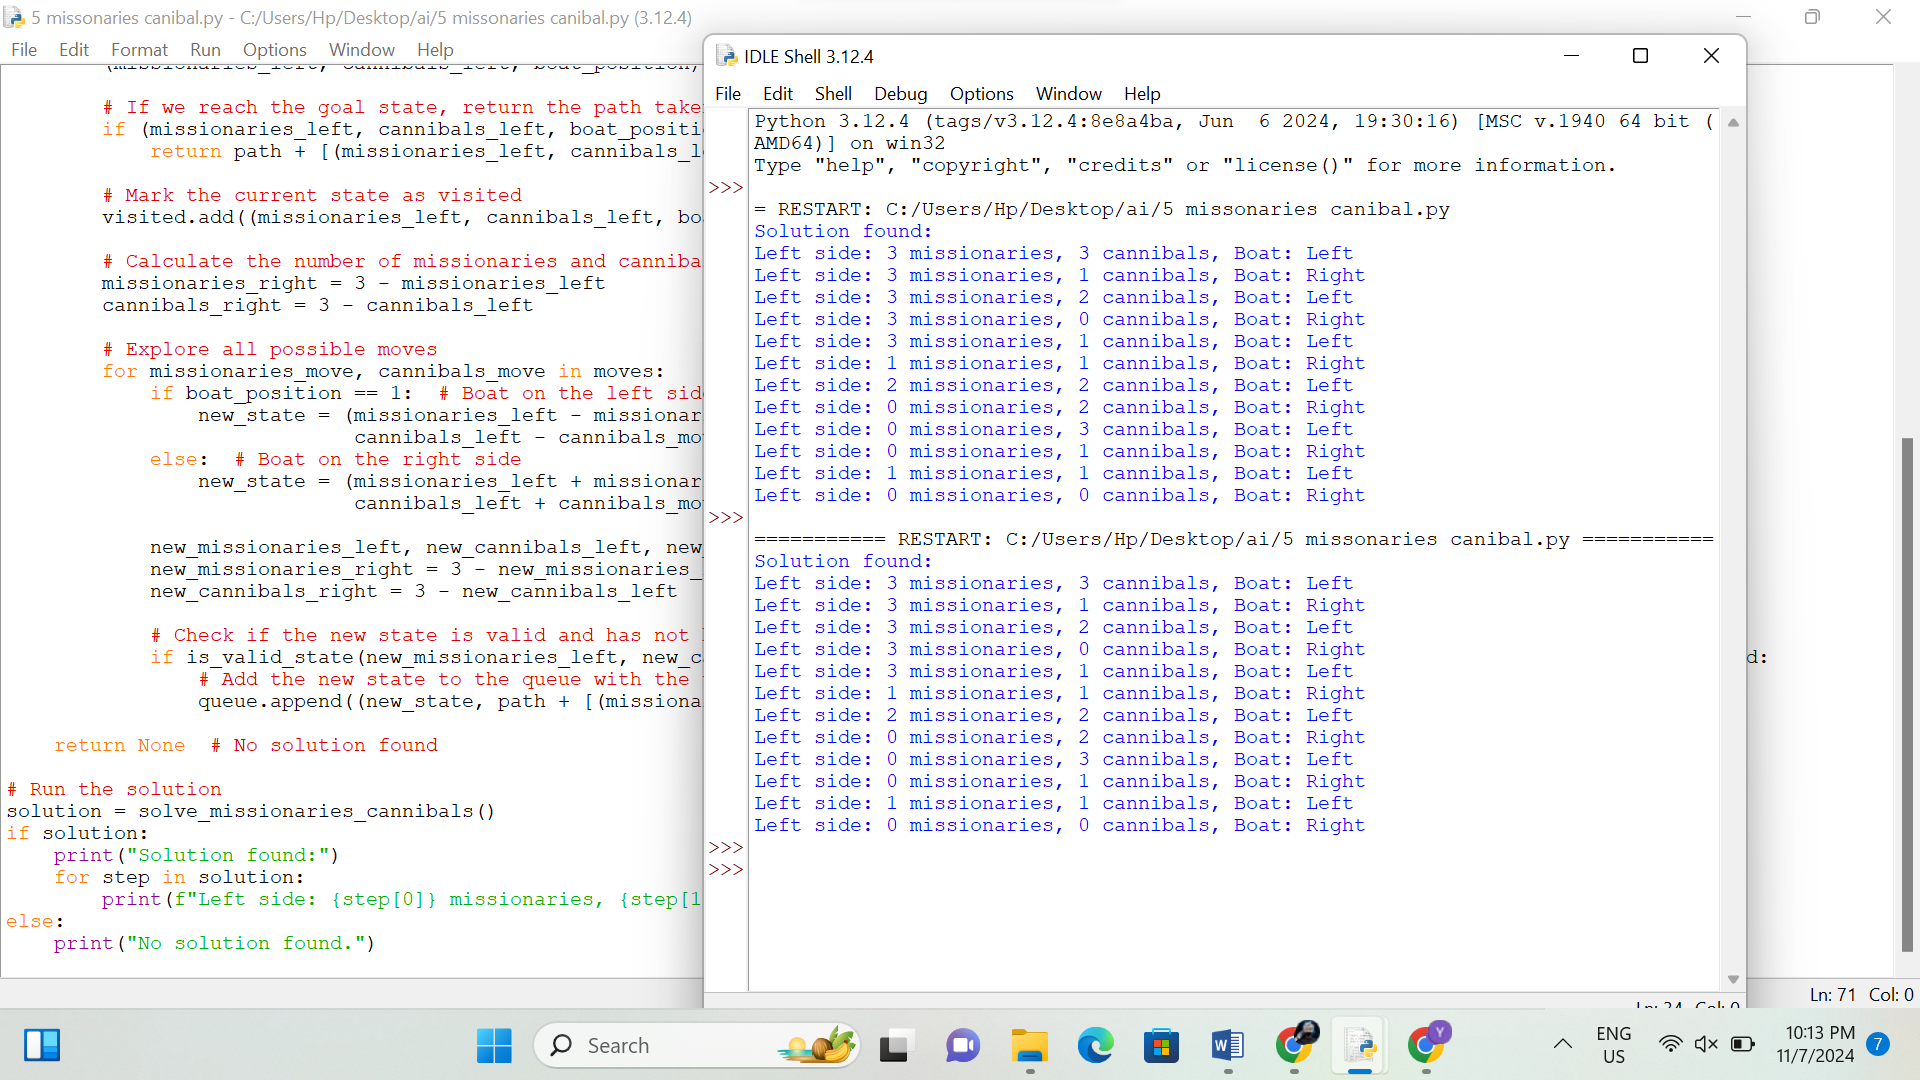 5 missonaries canibal.py - C:/Users/Hp/Desktop/ai/5 missonaries canibal.py (3.12.4)
File Edit Format Run Options Window Help
# If we reach the goal state, return the path take
if (missionaries_left, cannibals_left, boat_positi
return path + [(missionaries_left, cannibals_l
# Mark the current state as visited
visited.add((missionaries_left, cannibals_left, bo
# Calculate the number of missionaries and canniba
missionaries_right = 3 - missionaries_left
cannibals_right = 3 - cannibals_left
# Explore all possible moves
for missionaries_move, cannibals_move in moves:
if boat_position == 1:  # Boat on the left sid
new_state = (missionaries_left - missionar
cannibals_left - cannibals_mo
else:  # Boat on the right side
new_state = (missionaries_left + missionar
cannibals_left + cannibals_mo
new_missionaries_left, new_cannibals_left, new
new_missionaries_right = 3 - new_missionaries_
new_cannibals_right = 3 - new_cannibals_left
# Check if the new state is valid and has not
if is_valid_state(new_missionaries_left, new_c
# Add the new state to the queue with the
queue.append((new_state, path + [(missiona
return None  # No solution found
# Run the solution
solution = solve_missionaries_cannibals()
if solution:
print("Solution found:")
for step in solution:
print(f"Left side: {step[0]} missionaries, {step[1
else:
print("No solution found.")
IDLE Shell 3.12.4
File Edit Shell Debug Options Window Help
Python 3.12.4 (tags/v3.12.4:8e8a4ba, Jun  6 2024, 19:30:16) [MSC v.1940 64 bit (
AMD64)] on win32
Type "help", "copyright", "credits" or "license()" for more information.
>>>
= RESTART: C:/Users/Hp/Desktop/ai/5 missonaries canibal.py
Solution found:
Left side: 3 missionaries, 3 cannibals, Boat: Left
Left side: 3 missionaries, 1 cannibals, Boat: Right
Left side: 3 missionaries, 2 cannibals, Boat: Left
Left side: 3 missionaries, 0 cannibals, Boat: Right
Left side: 3 missionaries, 1 cannibals, Boat: Left
Left side: 1 missionaries, 1 cannibals, Boat: Right
Left side: 2 missionaries, 2 cannibals, Boat: Left
Left side: 0 missionaries, 2 cannibals, Boat: Right
Left side: 0 missionaries, 3 cannibals, Boat: Left
Left side: 0 missionaries, 1 cannibals, Boat: Right
Left side: 1 missionaries, 1 cannibals, Boat: Left
Left side: 0 missionaries, 0 cannibals, Boat: Right
>>>
=========== RESTART: C:/Users/Hp/Desktop/ai/5 missonaries canibal.py ===========
Solution found:
Left side: 3 missionaries, 3 cannibals, Boat: Left
Left side: 3 missionaries, 1 cannibals, Boat: Right
Left side: 3 missionaries, 2 cannibals, Boat: Left
Left side: 3 missionaries, 0 cannibals, Boat: Right
Left side: 3 missionaries, 1 cannibals, Boat: Left
Left side: 1 missionaries, 1 cannibals, Boat: Right
Left side: 2 missionaries, 2 cannibals, Boat: Left
Left side: 0 missionaries, 2 cannibals, Boat: Right
Left side: 0 missionaries, 3 cannibals, Boat: Left
Left side: 0 missionaries, 1 cannibals, Boat: Right
Left side: 1 missionaries, 1 cannibals, Boat: Left
Left side: 0 missionaries, 0 cannibals, Boat: Right
>>>
>>>
d:
Ln: 71 Col: 0
Search
Y
ENG
US
10:13 PM
11/7/2024
7